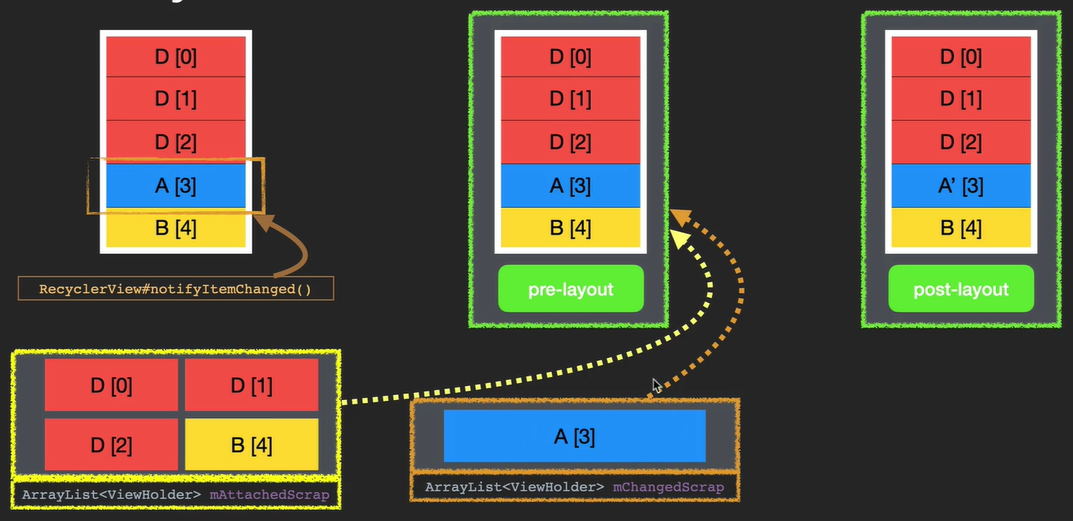 D [0]
D [1]
D [2]
A [3]
B [4]
RecyclerView#notifyItemChanged()
D [0]
D [1]
D [2]
A [3]
B [4]
pre-layout
D [0]
D [1]
D [2]
A’ [3]
B [4]
post-layout
D [0] D [1]
D [2] B [4]
ArrayList<ViewHolder> mAttachedScrap
A [3]
ArrayList<ViewHolder> mChangedScrap